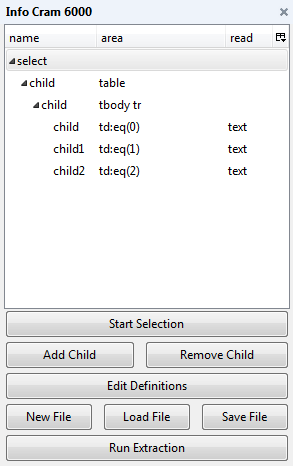 Info Cram 6000
name area read
select
child table
child tbody tr
child td:eq(0) text
child1 td:eq(1) text
child2 td:eq(2) text
Start Selection
Add Child Remove Child
Edit Definitions
New File Load File Save File
Run Extraction